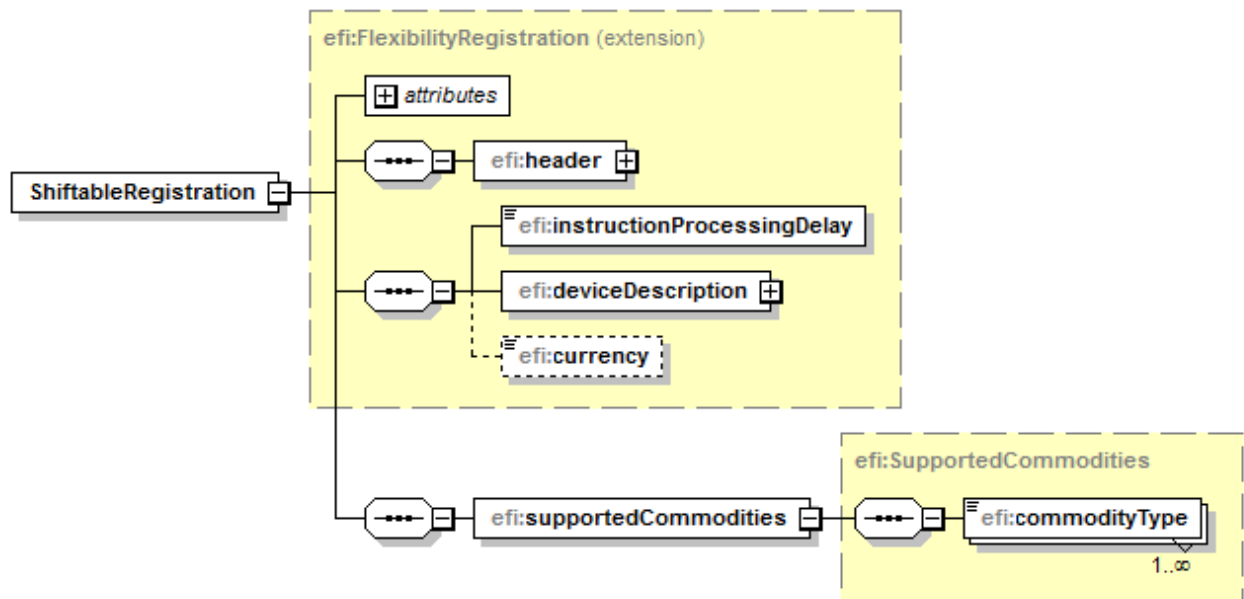 efi:FlexibilityRegistration (extension)
attributes
efi:header
ShiftableRegistration
efi:instructionProcessingDelay
efi:deviceDescription
efi:currency
efi:SupportedCommodities
efi:supportedCommodities
efi:commodityType
1..∞